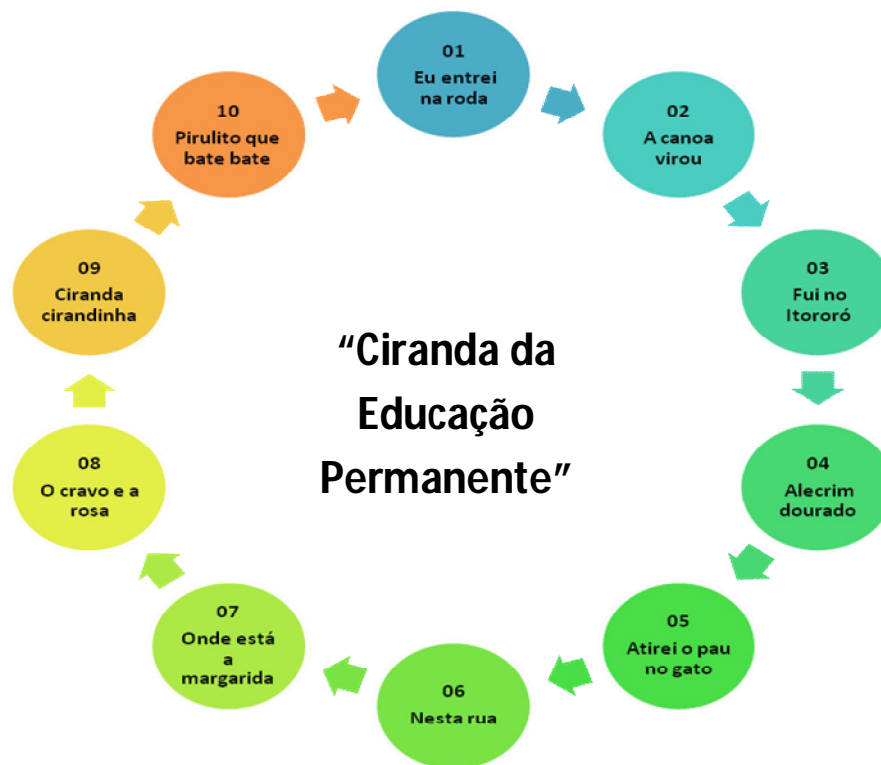 01
Eu entrei
na roda
02
A canoa
virou
03
Fui no
Itororó
04
Alecrim
dourado
05
Atirei o pau
no gato
06
Nesta rua
07
Onde está
a
margarida
08
O cravo e a
rosa
09
Ciranda
cirandinha
10
Pirulito que
bate bate
“Ciranda da
Educação
Permanente”